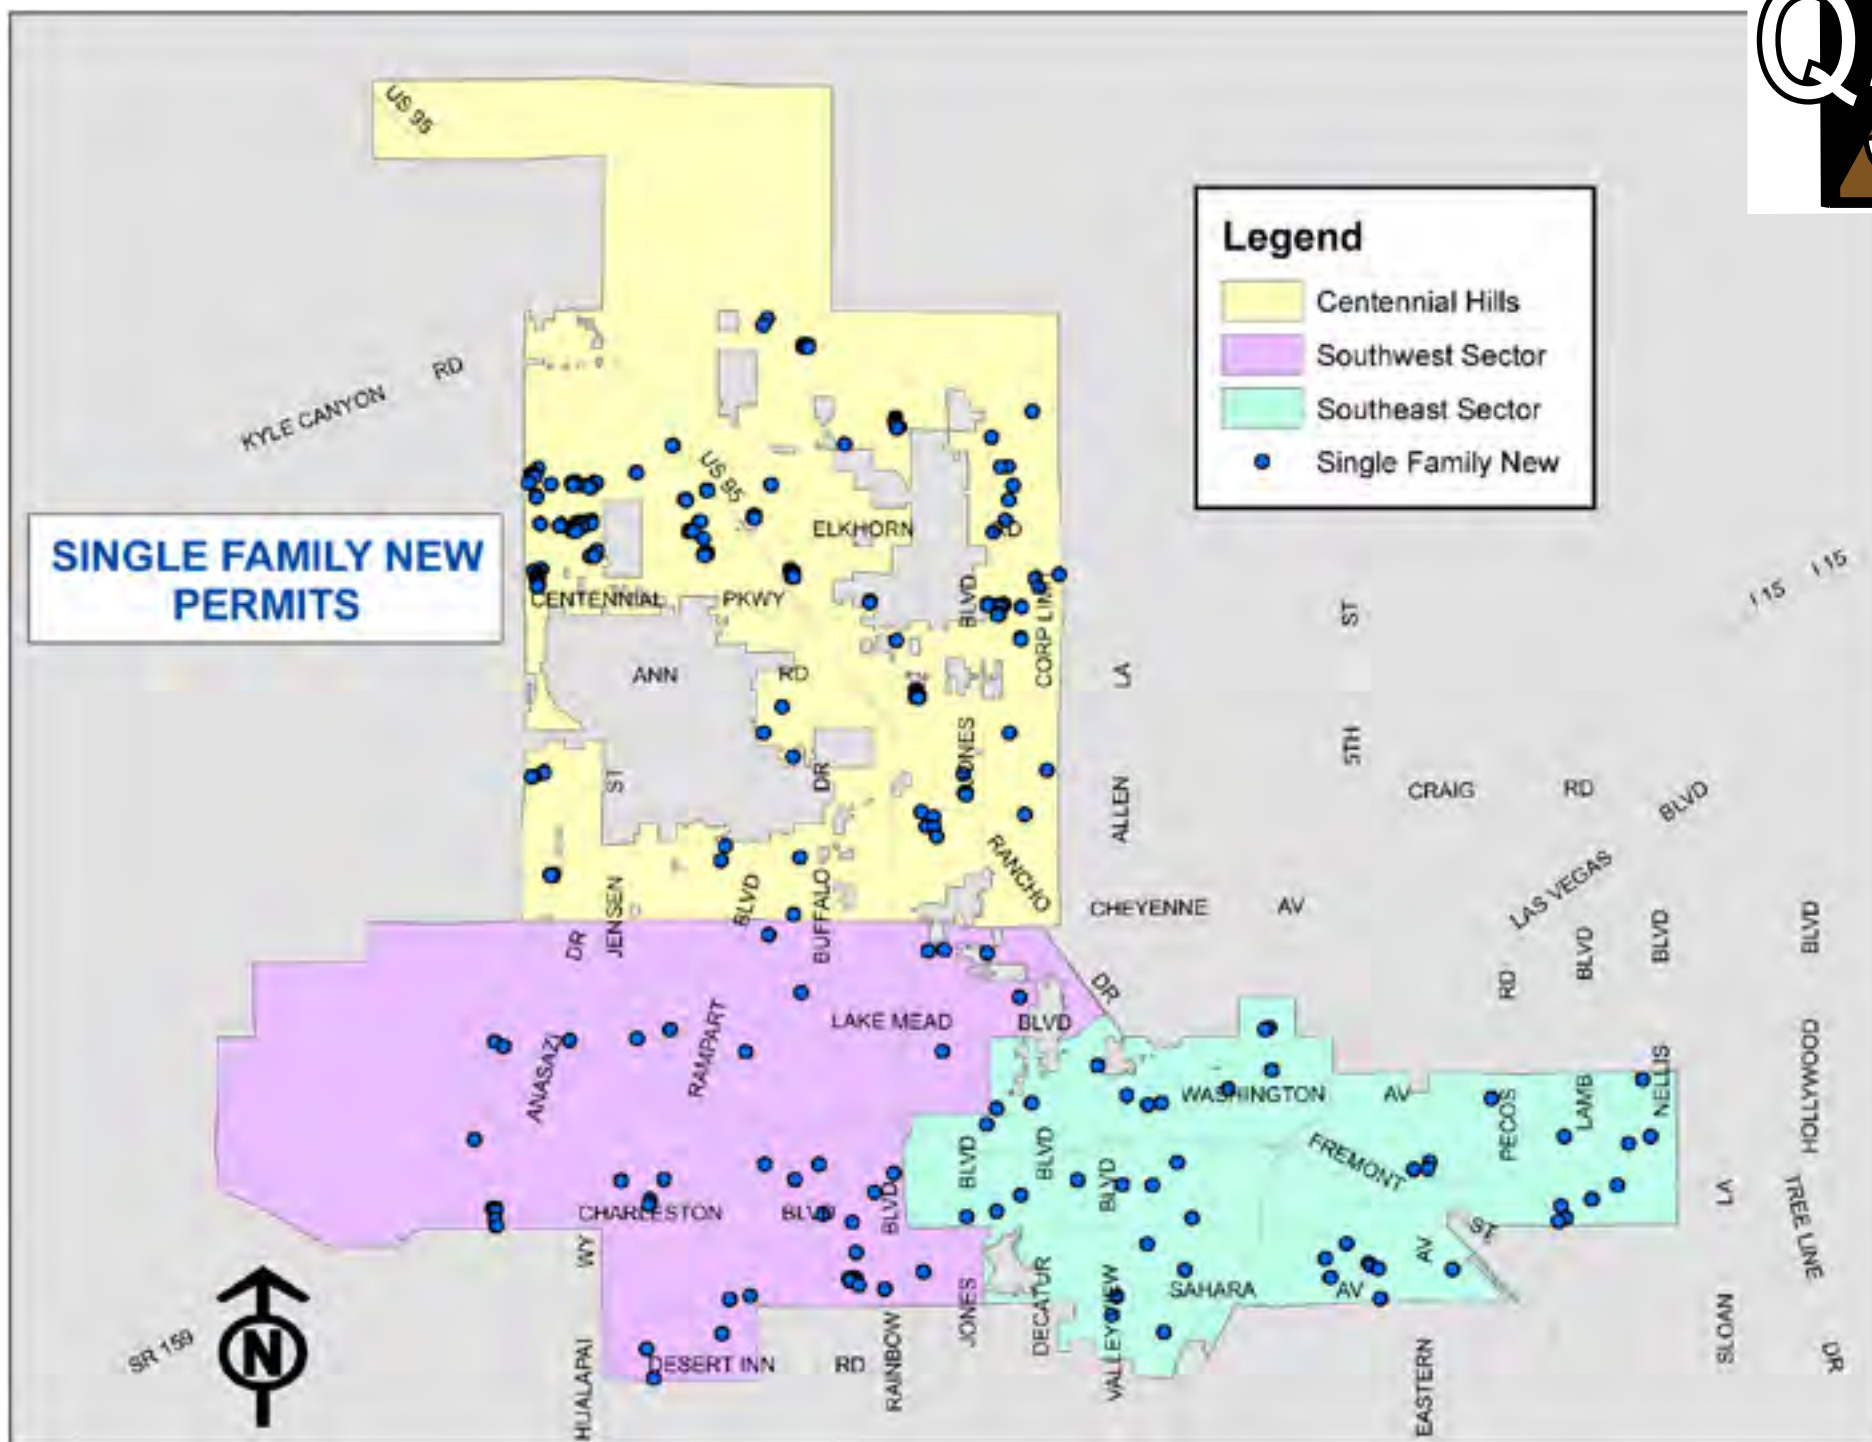 US 95
Legend
Centennial Hills
Southwest Sector
Southeast Sector
Single Family New
KYLE CANYON
RD
US 95
ELKHORN
RD
SINGLE FAMILY NEW
PERMITS
I 15
I 15
CENTENNIAL
PKWY
BLVD
CORP LIM
ST
ANN
RD
LA
JONES
5TH
ST
DR
ALLEN
CRAIG
RD
BLVD
RANCHO
LAS VEGAS
JENSEN
BLVD
BUFFALO
CHEYENNE
AV
DR
RD
BLVD
BLVD
BLVD
DR
LAKE MEAD
BLVD
ANASAZI
RAMPART
WASHINGTON
AV
PECOS
LAMB
NELLIS
HOLLYWOOD
BLVD
BLVD
BLVD
FREMONT
CHARLESTON
BLVD
BLVD
ST
LA
TREE LINE
WY
AV
JONES
DECATUR
VALLEY VIEW
SAHARA
AV
SR 159
N
HUALAPAI
DESERT INN
RD
RAINBOW
EASTERN
SLOAN
DR